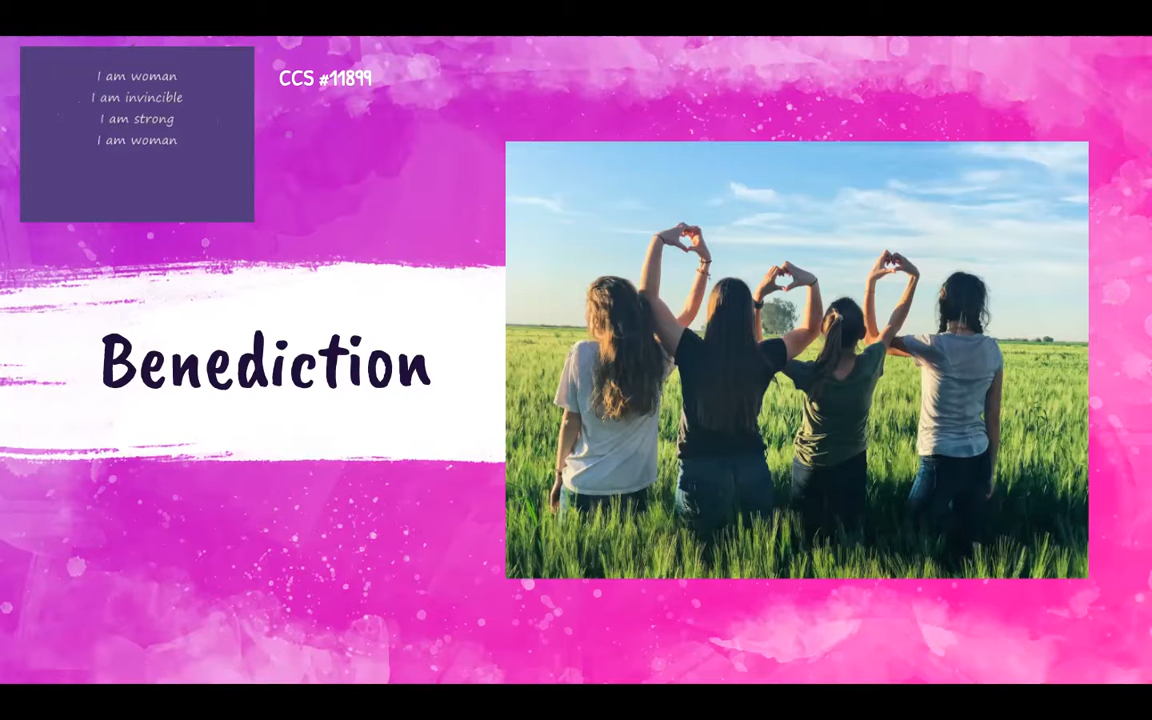 I am woman
I am invincible
I am strong
I am woman
CCS #11899
Benediction